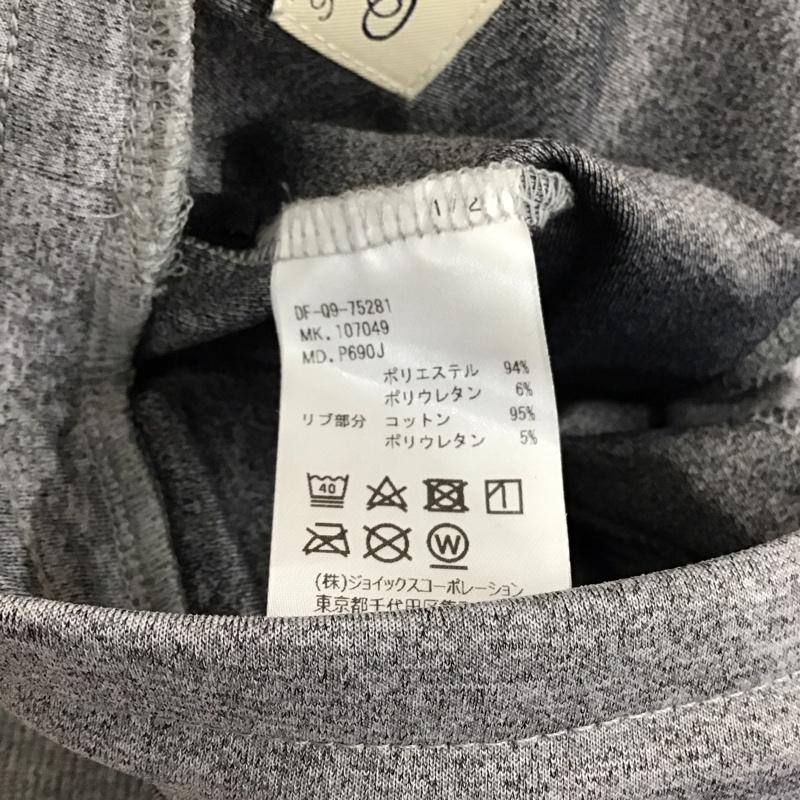 1/2
DF-Q9-75281
MK.107049
MD.P690J
ポリエステル 94%
ポリウレタン 6%
リブ部分 コットン 95%
ポリウレタン 5%
40
W
(株)ジョイックスコーポレーション
東京都千代田区